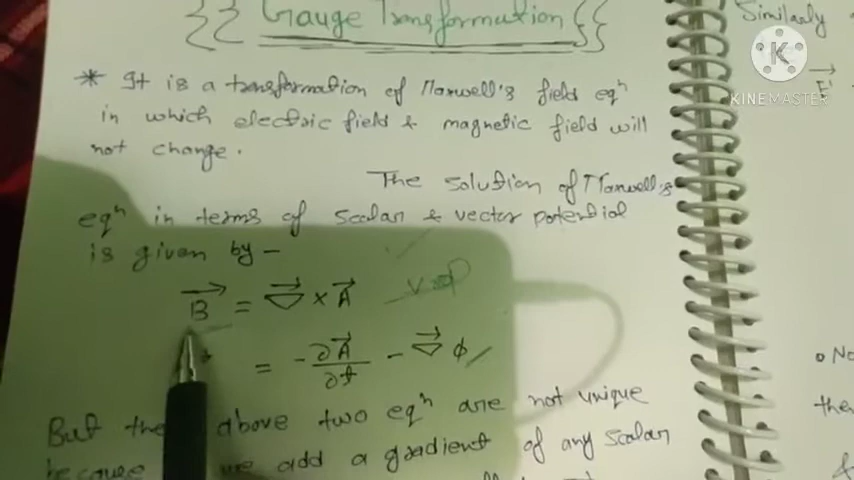 {{ Gauge Transformation }}
* It is a transformation of Maxwell's field eqⁿ
in which electric field & magnetic field will
not change.
The solution of Maxwell's
eqⁿ in terms of scalar & vector potential
is given by -
B⃗ = ∇⃗ × A⃗
= - ∂A⃗/∂t - ∇⃗ϕ
But the above two eqⁿ are not unique
because we add a gradient of any scalar
Similarly
E⃗'
KINEMASTER